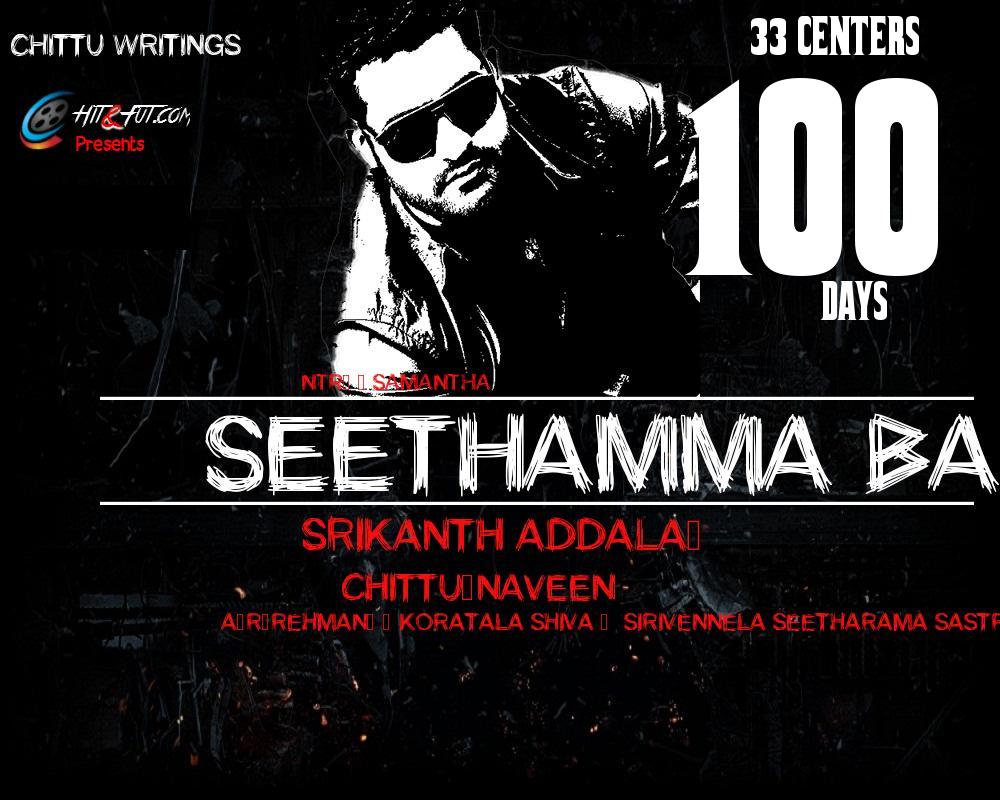 CHITTU WRITINGS
HIT&FUT.COM
Presents
33 CENTERS
100
DAYS
NTR▯ ▯ SAMANTHA
SEETHAMMA BA
SRIKANTH ADDALA▯
CHITTU▯NAVEEN
A▯R▯REHMAN▯ ▯ KORATALA SHIVA ▯ SIRIVENNELA SEETHARAMA SASTR